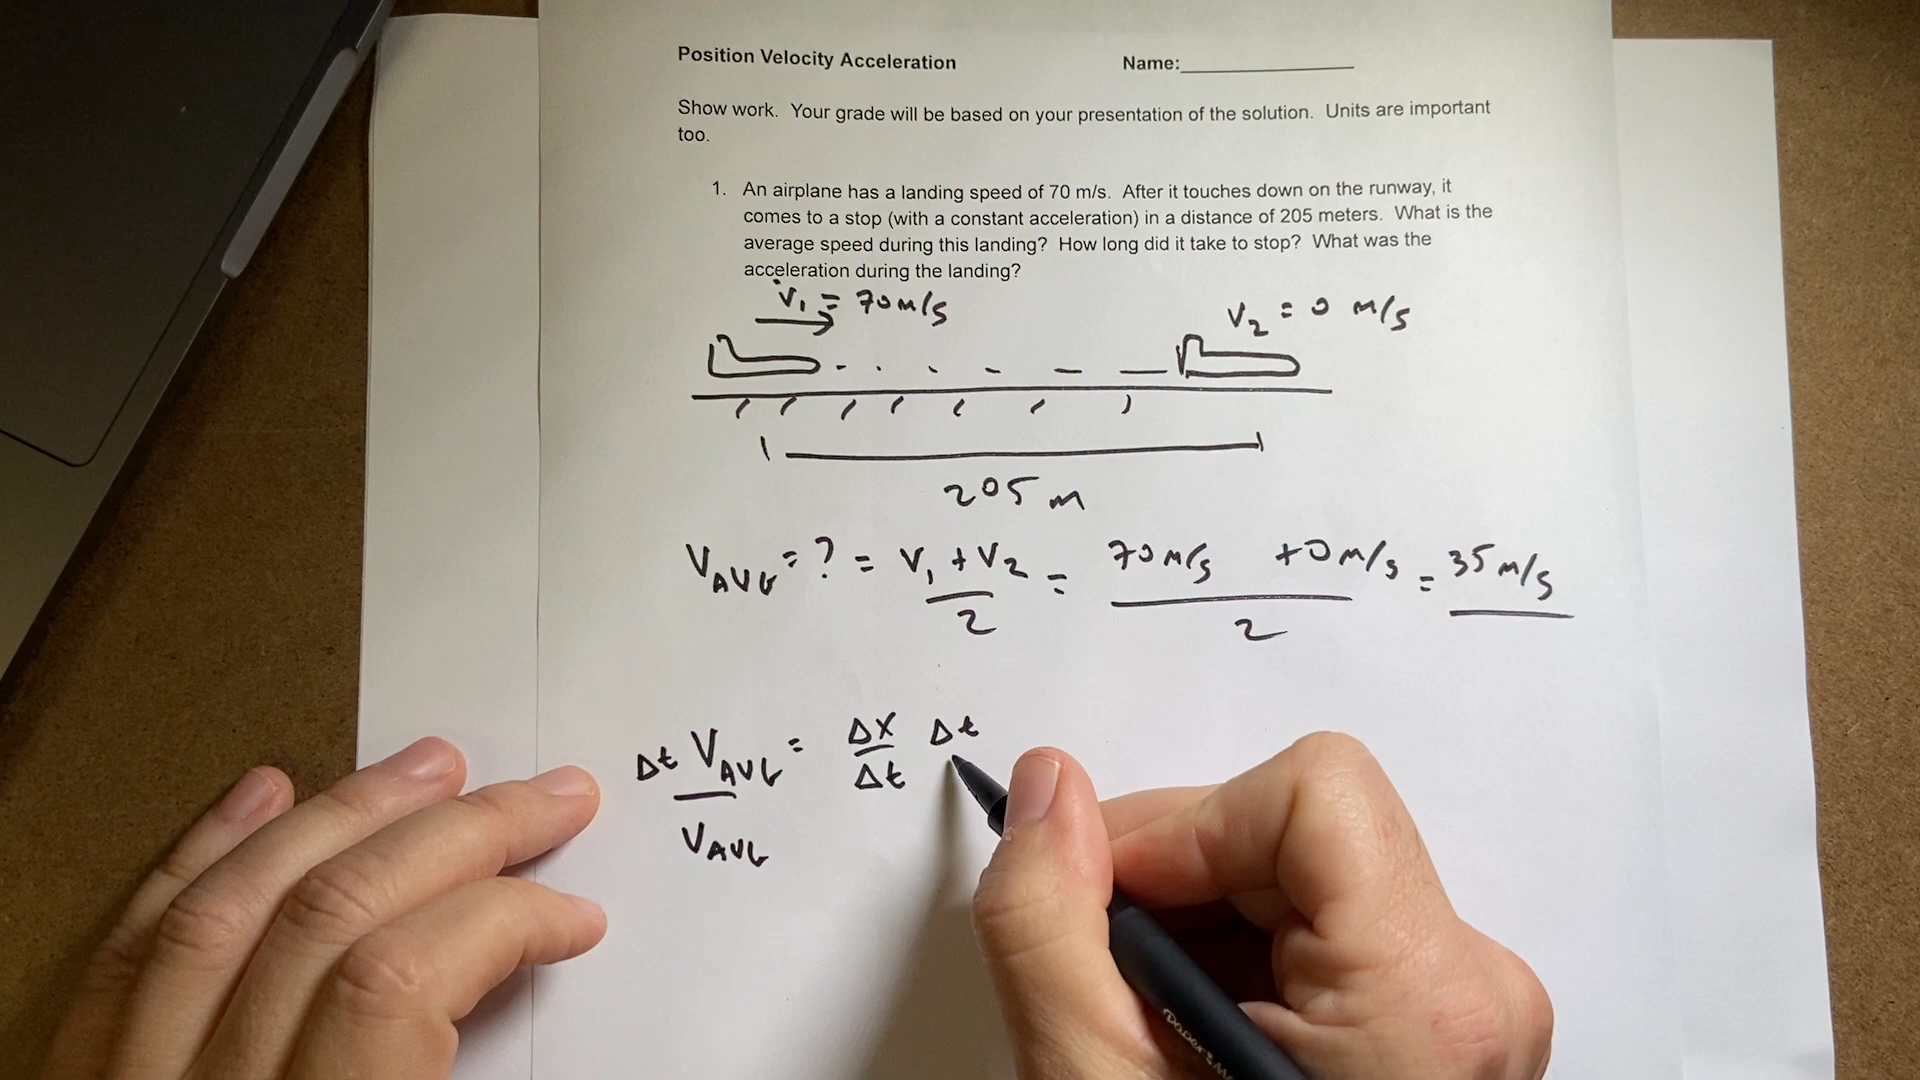 Position Velocity Acceleration Name:
Show work. Your grade will be based on your presentation of the solution. Units are important
too.
1. An airplane has a landing speed of 70 m/s. After it touches down on the runway, it
comes to a stop (with a constant acceleration) in a distance of 205 meters. What is the
average speed during this landing? How long did it take to stop? What was the
acceleration during the landing?
V₁ = 70 m/s V₂ = 0 m/s
205 m
V_AVG = ? = V₁ + V₂ / 2 = 70 m/s + 0 m/s / 2 = 35 m/s
Δt V_AVG / V_AVG = Δx / Δt Δt